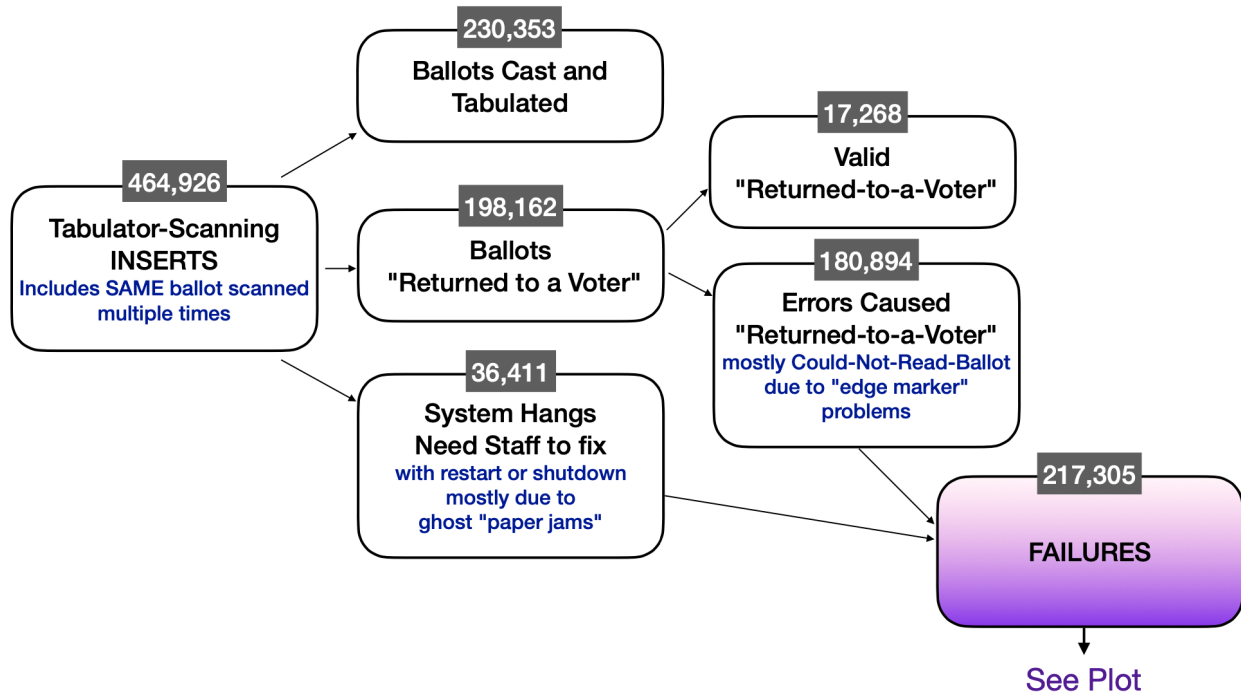 230,353
Ballots Cast and
Tabulated
17,268
Valid
"Returned-to-a-Voter"
464,926
Tabulator-Scanning
INSERTS
Includes SAME ballot scanned
multiple times
198,162
Ballots
"Returned to a Voter"
180,894
Errors Caused
"Returned-to-a-Voter"
mostly Could-Not-Read-Ballot
due to "edge marker"
problems
36,411
System Hangs
Need Staff to fix
with restart or shutdown
mostly due to
ghost "paper jams"
217,305
FAILURES
See Plot